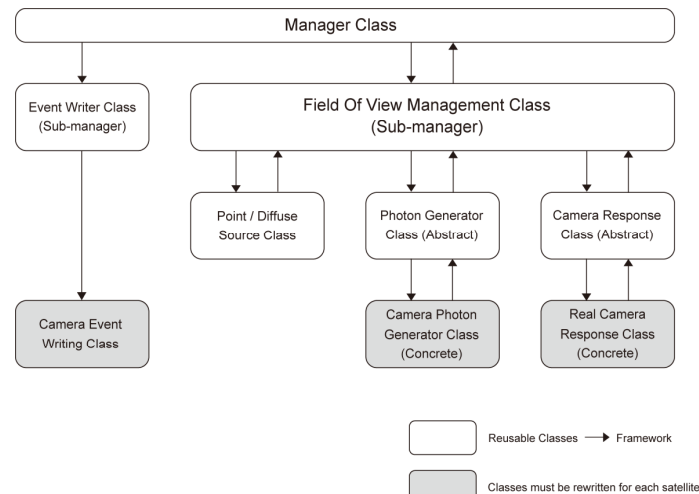 Manager Class
Event Writer Class
(Sub-manager)
Field Of View Management Class
(Sub-manager)
Point / Diffuse
Source Class
Photon Generator
Class (Abstract)
Camera Response
Class (Abstract)
Camera Event
Writing Class
Camera Photon
Generator Class
(Concrete)
Real Camera
Response Class
(Concrete)
Reusable Classes
Framework
Classes must be rewritten for each satellite